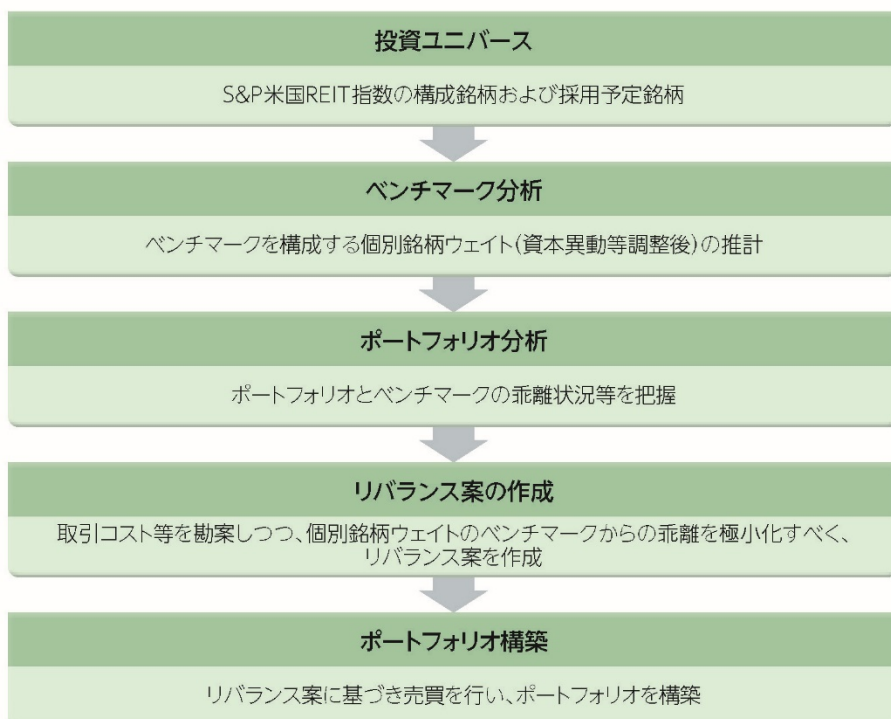 投資ユニバース
S&P米国REIT指数の構成銘柄および採用予定銘柄
ベンチマーク分析
ベンチマークを構成する個別銘柄ウェイト(資本異動等調整後)の推計
ポートフォリオ分析
ポートフォリオとベンチマークの乖離状況等を把握
リバランス案の作成
取引コスト等を勘案しつつ、個別銘柄ウェイトのベンチマークからの乖離を極小化すべく、
リバランス案を作成
ポートフォリオ構築
リバランス案に基づき売買を行い、ポートフォリオを構築